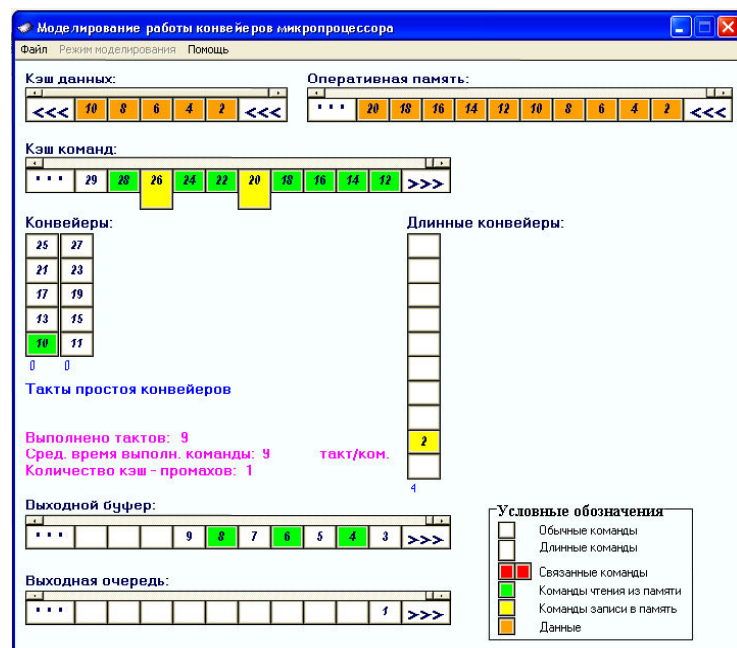 Моделирование работы конвейеров микропроцессора
Файл Режим моделирования Помощь
Кэш данных: Оперативная память:
<<< 10 8 6 4 2 <<< ... 20 18 16 14 12 10 8 6 4 2 <<<
Кэш команд:
... 29 28 26 24 22 20 18 16 14 12 >>>
Конвейеры: Длинные конвейеры:
25 27
21 23
17 19
13 15
10 11
0 0
Такты простоя конвейеров
Выполнено тактов: 9
2
Сред. время выполн. команды: 9 такт/ком.
Количество кэш - промахов: 1
4
Выходной буфер:
... 9 8 7 6 5 4 3 >>>
Условные обозначения
Обычные команды
Длинные команды
Связанные команды
Команды чтения из памяти
Команды записи в память
Данные
Выходная очередь:
... 1 >>>